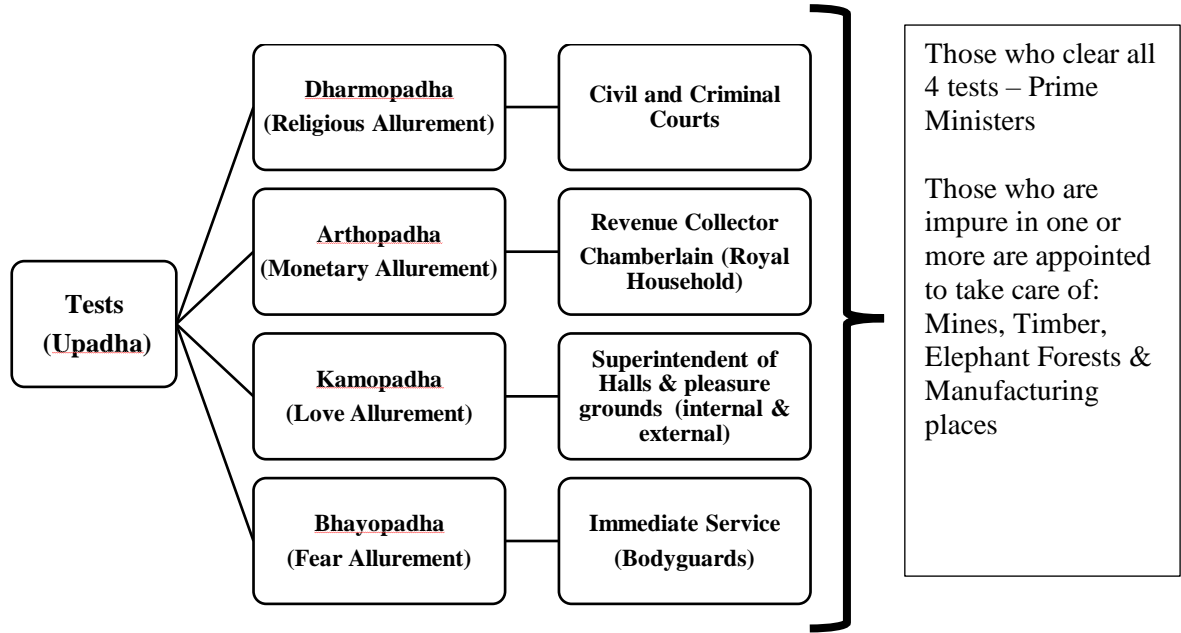 Tests
(Upadha)
Dharmopadha
(Religious Allurement)
Civil and Criminal
Courts
Arthopadha
(Monetary Allurement)
Revenue Collector
Chamberlain (Royal
Household)
Kamopadha
(Love Allurement)
Superintendent of
Halls & pleasure
grounds (internal &
external)
Bhayopadha
(Fear Allurement)
Immediate Service
(Bodyguards)
Those who clear all
4 tests – Prime
Ministers
Those who are
impure in one or
more are appointed
to take care of:
Mines, Timber,
Elephant Forests &
Manufacturing
places